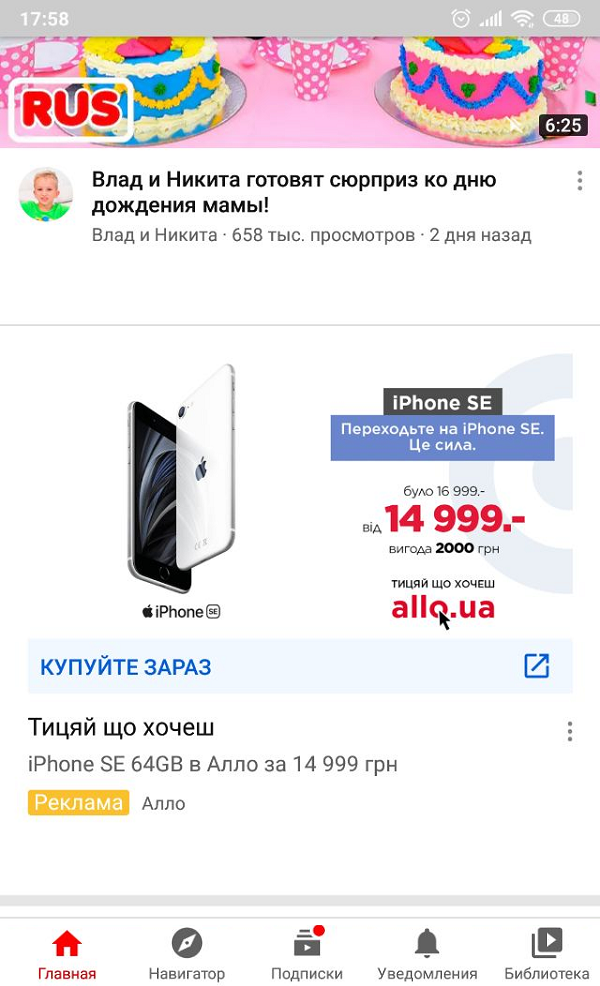 17:58
48
RUS
6:25
Влад и Никита готовят сюрприз ко дню
дождения мамы!
Влад и Никита · 658 тыс. просмотров · 2 дня назад
iPhone SE
Переходьте на iPhone SE.
Це сила.
було 16 999.-
від 14 999.-
вигода 2000 грн
тицяй що хочеш
allo.ua
iPhone SE
КУПУЙТЕ ЗАРАЗ
Тицяй що хочеш
iPhone SE 64GB в Алло за 14 999 грн
Реклама Алло
Главная Навигатор Подписки Уведомления Библиотека